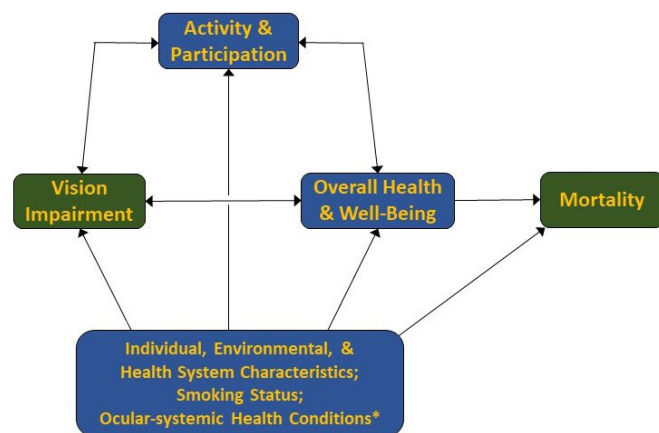 Activity &
Participation
Vision
Impairment
Overall Health
& Well-Being
Mortality
Individual, Environmental, &
Health System Characteristics;
Smoking Status;
Ocular-systemic Health Conditions*